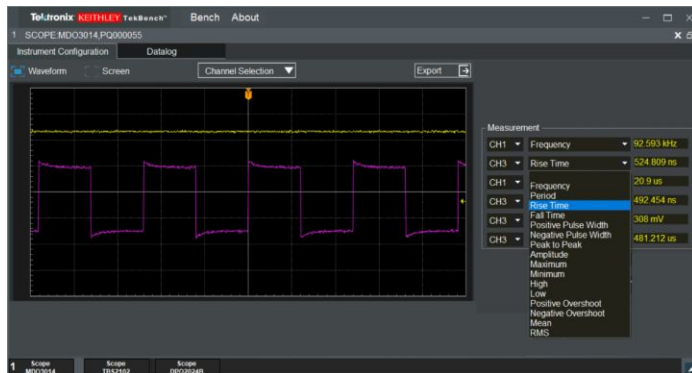 Tektronix KEITHLEY TekBench™ Bench About
1 SCOPE:MDO3014,PQ000055
Instrument Configuration Datalog
Waveform Screen Channel Selection Export
Measurement
CH1 Frequency 92.593 kHz
CH3 Rise Time 524.809 ns
CH1 20.9 us
CH3 492.454 ns
CH3 308 mV
CH3 481.212 us
Frequency
Period
Rise Time
Fall Time
Positive Pulse Width
Negative Pulse Width
Peak to Peak
Amplitude
Maximum
Minimum
High
Low
Positive Overshoot
Negative Overshoot
Mean
RMS
1 Scope MDO3014 Scope TBS2102 Scope DPO2024B